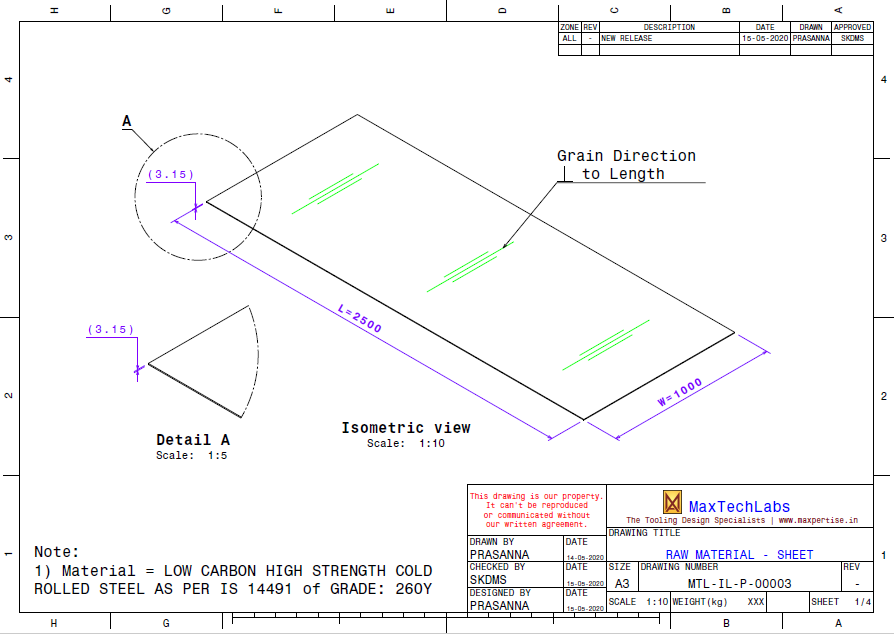 H G F E D C B A
ZONE REV DESCRIPTION DATE DRAWN APPROVED
ALL - NEW RELEASE 15-05-2020 PRASANNA SKDMS
4 4
A
(3.15)
Grain Direction
⊥ to Length
3 3
L=2500
(3.15)
W=1000
2 2
Isometric view
Scale: 1:10
Detail A
Scale: 1:5
This drawing is our property.
It can't be reproduced
or communicated without
our written agreement.
MaxTechLabs
The Tooling Design Specialists | www.maxpertise.in
DRAWING TITLE
RAW MATERIAL - SHEET
DRAWN BY DATE
PRASANNA 14-05-2020
CHECKED BY DATE
SKDMS 15-05-2020
DESIGNED BY DATE
PRASANNA 15-05-2020
SIZE DRAWING NUMBER REV
A3 MTL-IL-P-00003 -
SCALE 1:10 WEIGHT(kg) XXX SHEET 1/4
1 1
Note:
1) Material = LOW CARBON HIGH STRENGTH COLD
ROLLED STEEL AS PER IS 14491 of GRADE: 260Y
H G B A